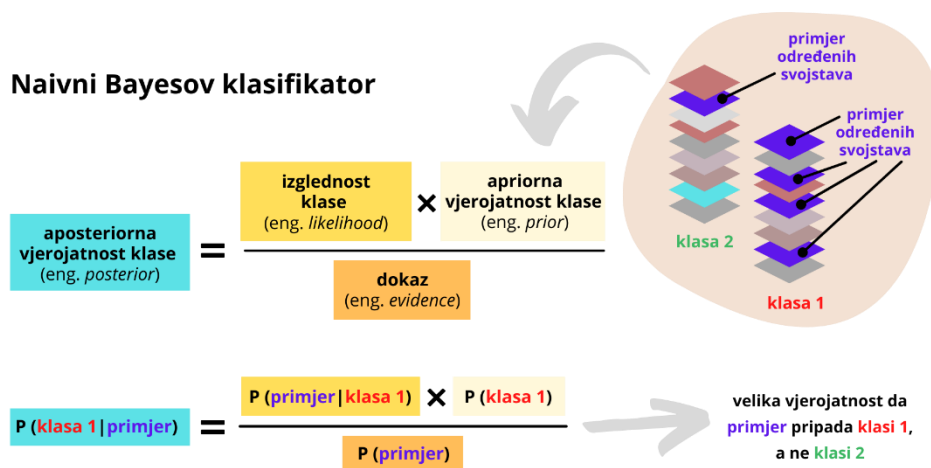 Naivni Bayesov klasifikator
primjer
određenih
svojstava
primjer
određenih
svojstava
klasa 2
klasa 1
aposteriorna
vjerojatnost klase
(eng. posterior)
=
izglednost
klase
(eng. likelihood)
×
apriorna
vjerojatnost klase
(eng. prior)
dokaz
(eng. evidence)
P (klasa 1|primjer)
=
P (primjer|klasa 1)
×
P (klasa 1)
P (primjer)
velika vjerojatnost da
primjer pripada klasi 1,
a ne klasi 2